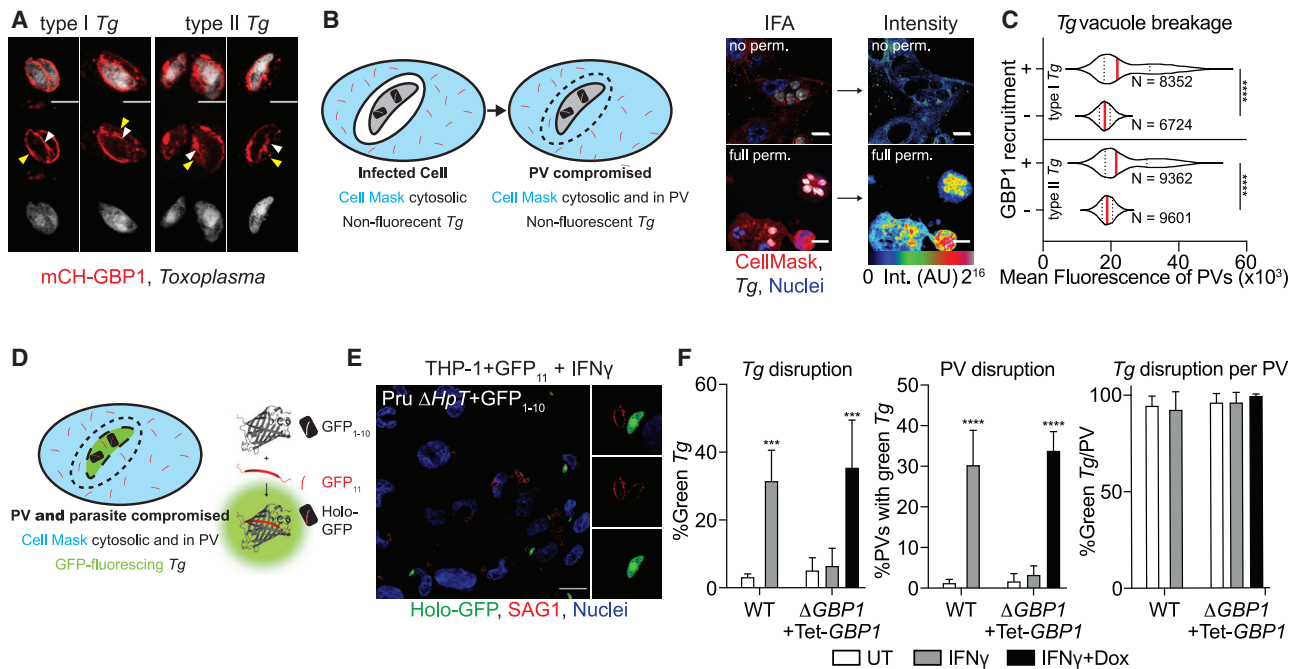 A
type I Tg
type II Tg
mCH-GBP1, Toxoplasma
B
Infected Cell
Cell Mask cytosolic
Non-fluorecent Tg
PV compromised
Cell Mask cytosolic and in PV
Non-fluorescent Tg
IFA
Intensity
no perm.
no perm.
full perm.
full perm.
CellMask,
Tg, Nuclei
0 Int. (AU) 2^16
C
Tg vacuole breakage
GBP1 recruitment
type I Tg
+
N = 8352
****
-
N = 6724
type II Tg
+
N = 9362
****
-
N = 9601
0 20 40 60
Mean Fluorescence of PVs (x10^3)
D
PV and parasite compromised
Cell Mask cytosolic and in PV
GFP-fluorescing Tg
GFP1-10
+
GFP11
Holo-
GFP
E
THP-1+GFP11 + IFNγ
Pru ΔHpT+GFP1-10
Holo-GFP, SAG1, Nuclei
F
Tg disruption
%Green Tg
60
40
20
0
***
***
WT
ΔGBP1
+Tet-GBP1
PV disruption
%PVs with green Tg
50
40
30
20
10
0
****
****
WT
ΔGBP1
+Tet-GBP1
Tg disruption per PV
%Green Tg/PV
100
50
0
WT
ΔGBP1
+Tet-GBP1
UT IFNγ IFNγ+Dox